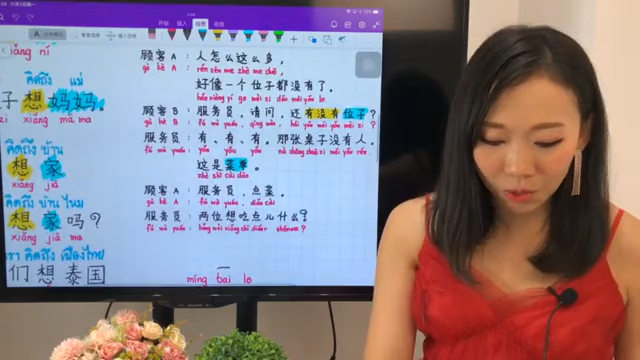 xiǎng nǐ
คิดถึง แม่
子 想 妈妈.
zi xiǎng mā ma
คิดถึง บ้าน
想 家
xiǎng jiā
คิดถึง บ้าน ไหม
想 家 吗?
xiǎng jiā ma
เรา คิดถึง เมืองไทย
们 想 泰国
顾客 A : 人怎么这么多,
gù kè A : rén zěn me zhè me duō,
好像一个位子都没有了.
hǎo xiàng yí ge wèi zi dōu méi yǒu le
顾客 B : 服务员, 请问, 还有没有位子?
gù kè B : fú wù yuán, qǐng wèn, hái yǒu méi yǒu wèi zi ?
服务员 : 有、有、有. 那张桌子没有人.
fú wù yuán : yǒu yǒu yǒu nà zhāng zhuō zi méi yǒu rén.
这是菜单.
zhè shì cài dān
顾客 A : 服务员, 点菜.
gù kè A : fú wù yuán, diǎn cài
服务员 : 两位想吃点儿什么?
fú wù yuán : liǎng wèi xiǎng chī diǎnr shénme ?
míng bai le